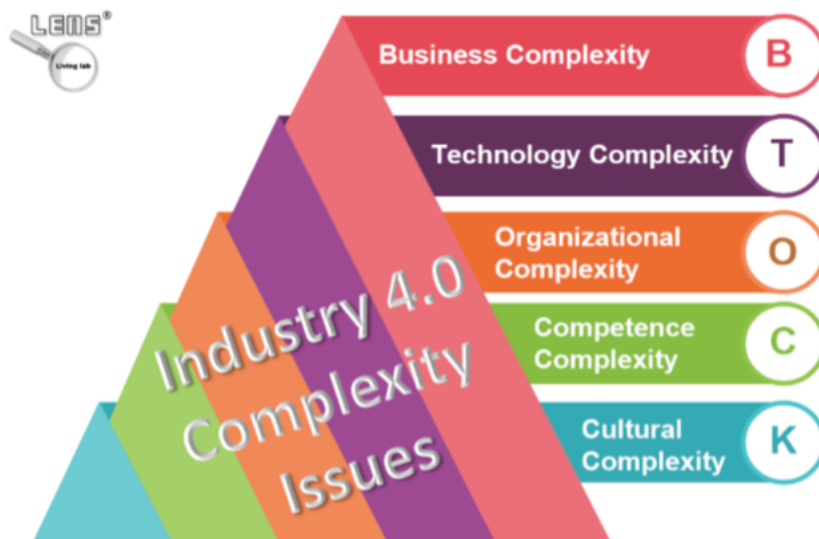 LENS®
Living lab
Business Complexity
B
Technology Complexity
T
Organizational
Complexity
O
Competence
Complexity
C
Cultural
Complexity
K
Industry 4.0
Complexity
Issues